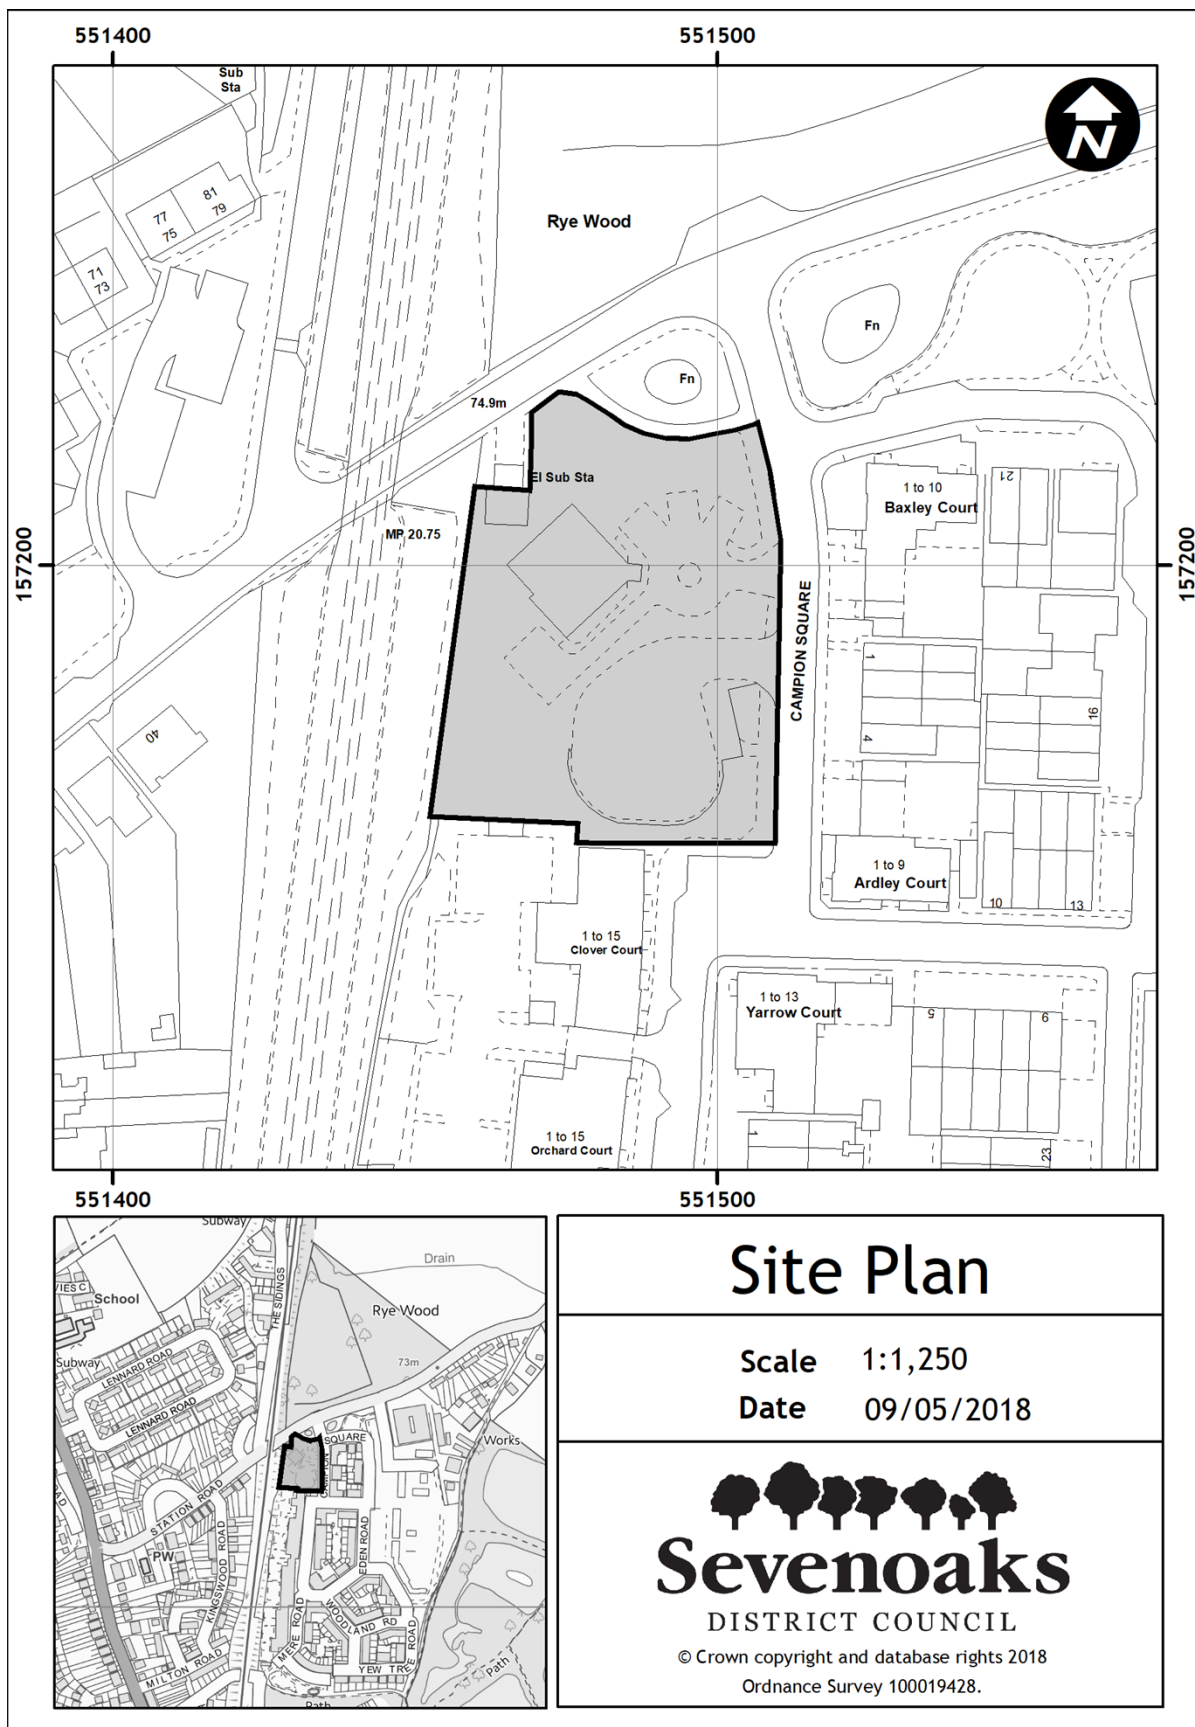 551400
551500
Sub
Sta
N
81
79
77
75
71
73
Rye Wood
Fn
Fn
74.9m
El Sub Sta
MP 20.75
157200
157200
1 to 10
Baxley Court
21
CAMPION SQUARE
1
4
16
40
1 to 9
Ardley Court
10
13
1 to 15
Clover Court
1 to 13
Yarrow Court
5
9
1 to 15
Orchard Court
1
23
551400
551500
Subway
Drain
VIES C
School
THE SIDINGS
Rye Wood
Subway
LENNARD ROAD
73m
LENNARD ROAD
SQUARE
CAMPION
Works
OAD
STATION ROAD
PW
KINGSWOOD ROAD
EDEN ROAD
WOODLAND RD
MERE ROAD
MILTON ROAD
YEW TREE ROAD
Path
Path
Site Plan
Scale 1:1,250
Date 09/05/2018
Sevenoaks
DISTRICT COUNCIL
© Crown copyright and database rights 2018
Ordnance Survey 100019428.